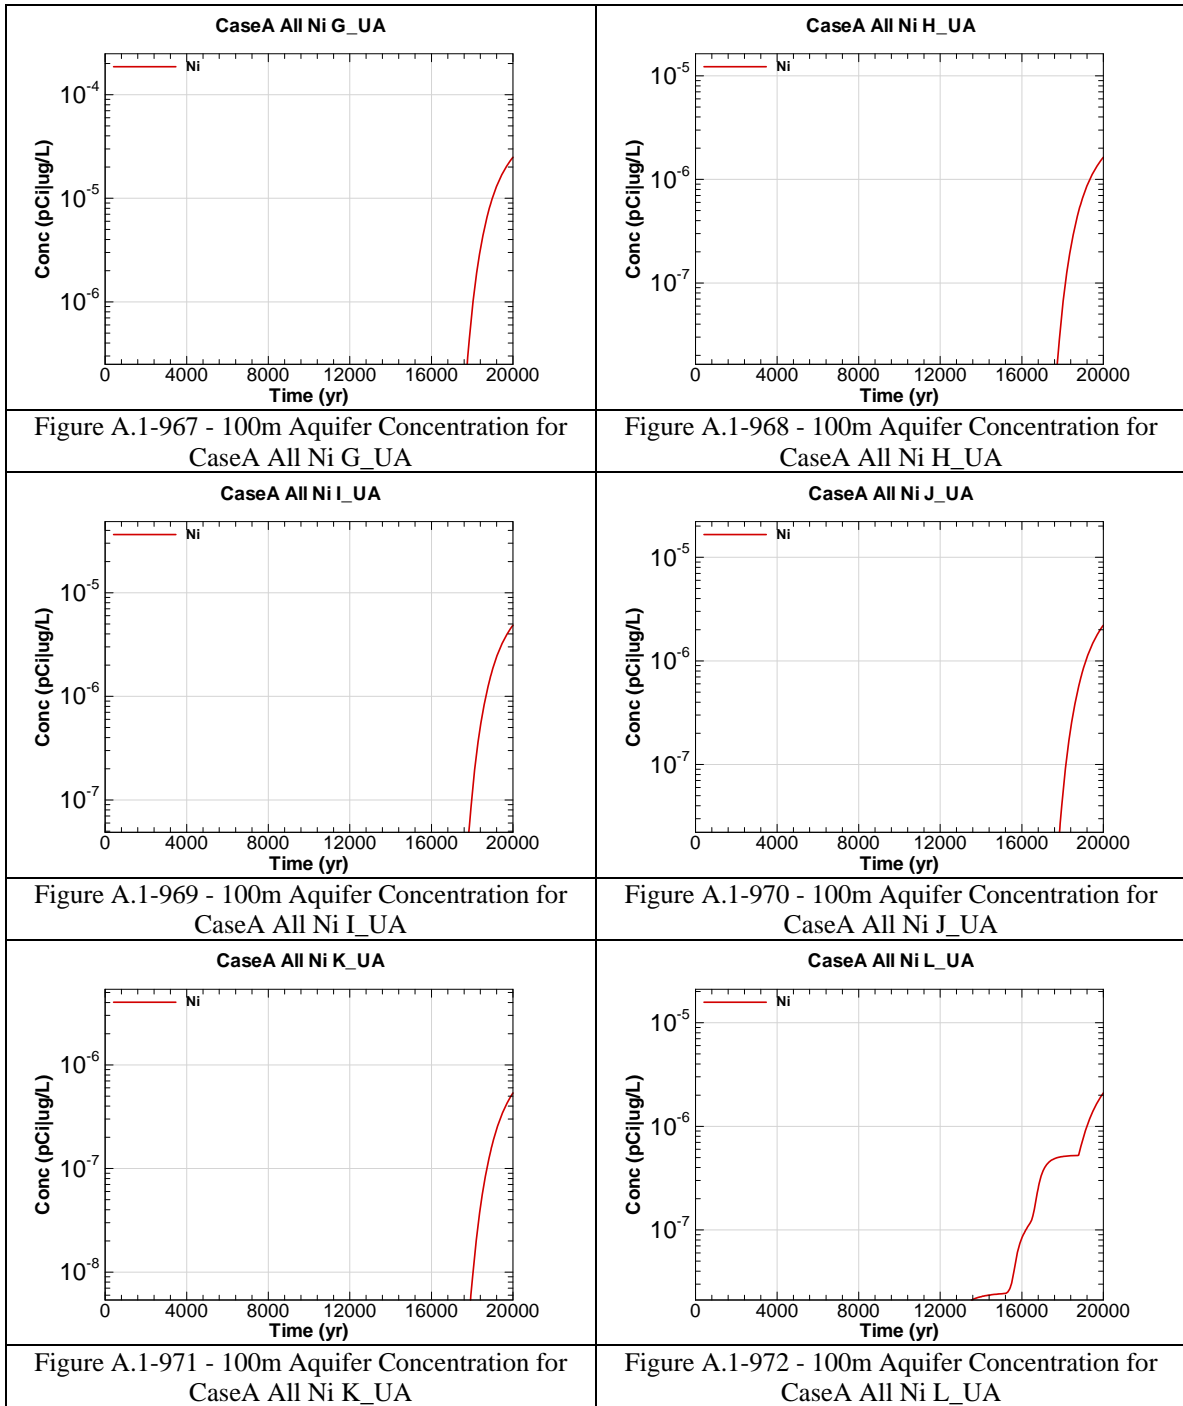 CaseA All Ni G_UA
Ni
10-4
10-5
10-6
Conc (pCi|ug/L)
0 4000 8000 12000 16000 20000
Time (yr)
Figure A.1-967 - 100m Aquifer Concentration for
CaseA All Ni G_UA
CaseA All Ni H_UA
Ni
10-5
10-6
10-7
Conc (pCi|ug/L)
0 4000 8000 12000 16000 20000
Time (yr)
Figure A.1-968 - 100m Aquifer Concentration for
CaseA All Ni H_UA
CaseA All Ni I_UA
Ni
10-5
10-6
10-7
Conc (pCi|ug/L)
0 4000 8000 12000 16000 20000
Time (yr)
Figure A.1-969 - 100m Aquifer Concentration for
CaseA All Ni I_UA
CaseA All Ni J_UA
Ni
10-5
10-6
10-7
Conc (pCi|ug/L)
0 4000 8000 12000 16000 20000
Time (yr)
Figure A.1-970 - 100m Aquifer Concentration for
CaseA All Ni J_UA
CaseA All Ni K_UA
Ni
10-6
10-7
10-8
Conc (pCi|ug/L)
0 4000 8000 12000 16000 20000
Time (yr)
Figure A.1-971 - 100m Aquifer Concentration for
CaseA All Ni K_UA
CaseA All Ni L_UA
Ni
10-5
10-6
10-7
Conc (pCi|ug/L)
0 4000 8000 12000 16000 20000
Time (yr)
Figure A.1-972 - 100m Aquifer Concentration for
CaseA All Ni L_UA